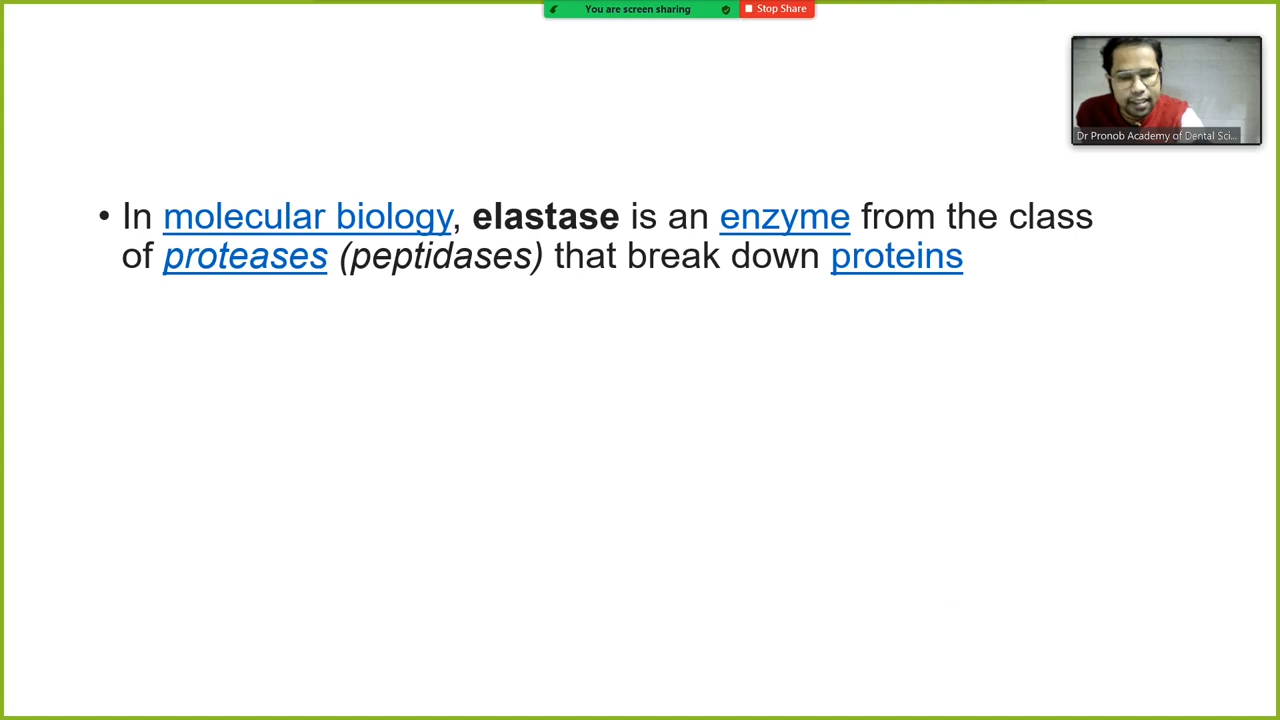 You are screen sharing
Stop Share
Dr Pronob Academy of Dental Sci...
• In molecular biology, elastase is an enzyme from the class
of proteases (peptidases) that break down proteins